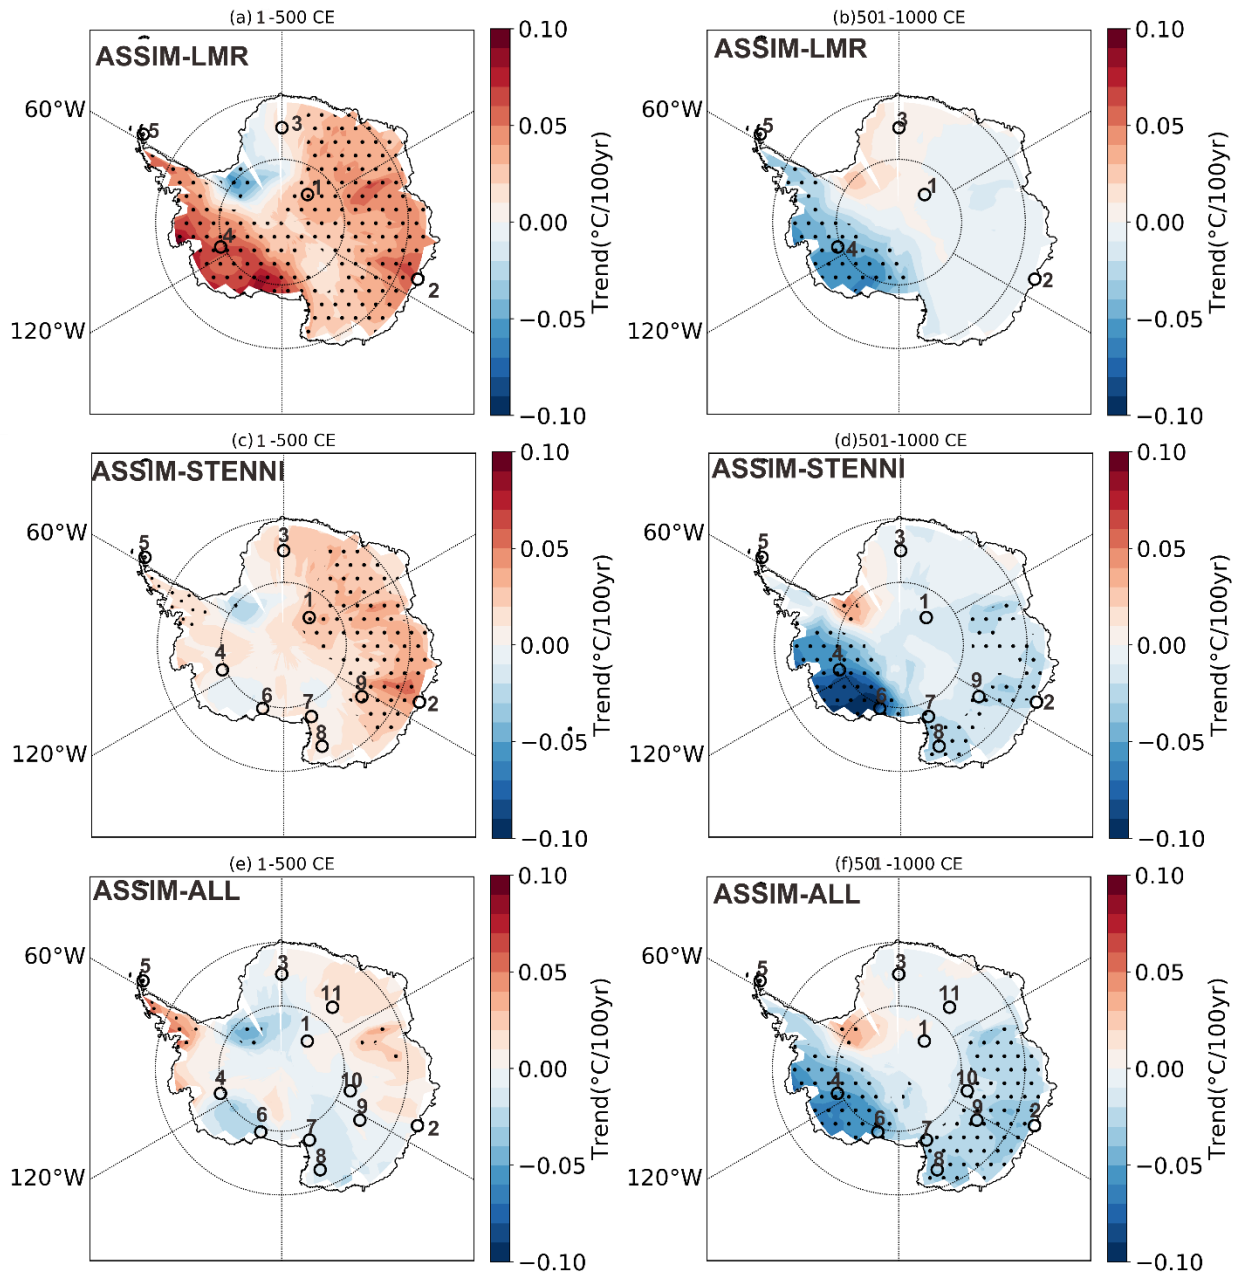 (a) 1-500 CE
ASSIM-LMR
60°W
120°W
5
3
1
4
2
0.10
0.05
0.00
−0.05
−0.10
Trend(°C/100yr)
(b)501-1000 CE
ASSIM-LMR
60°W
120°W
5
3
1
4
2
0.10
0.05
0.00
−0.05
−0.10
Trend(°C/100yr)
(c) 1-500 CE
ASSIM-STENNI
60°W
120°W
5
3
1
4
9
6
7
2
8
0.10
0.05
0.00
−0.05
−0.10
Trend(°C/100yr)
(d)501-1000 CE
ASSIM-STENNI
60°W
120°W
5
3
1
4
9
6
7
2
8
0.10
0.05
0.00
−0.05
−0.10
Trend(°C/100yr)
(e) 1-500 CE
ASSIM-ALL
60°W
120°W
5
3
11
1
4
10
9
6
7
2
8
0.10
0.05
0.00
−0.05
−0.10
Trend(°C/100yr)
(f)501-1000 CE
ASSIM-ALL
60°W
120°W
5
3
11
1
4
10
9
2
6
7
8
0.10
0.05
0.00
−0.05
−0.10
Trend(°C/100yr)